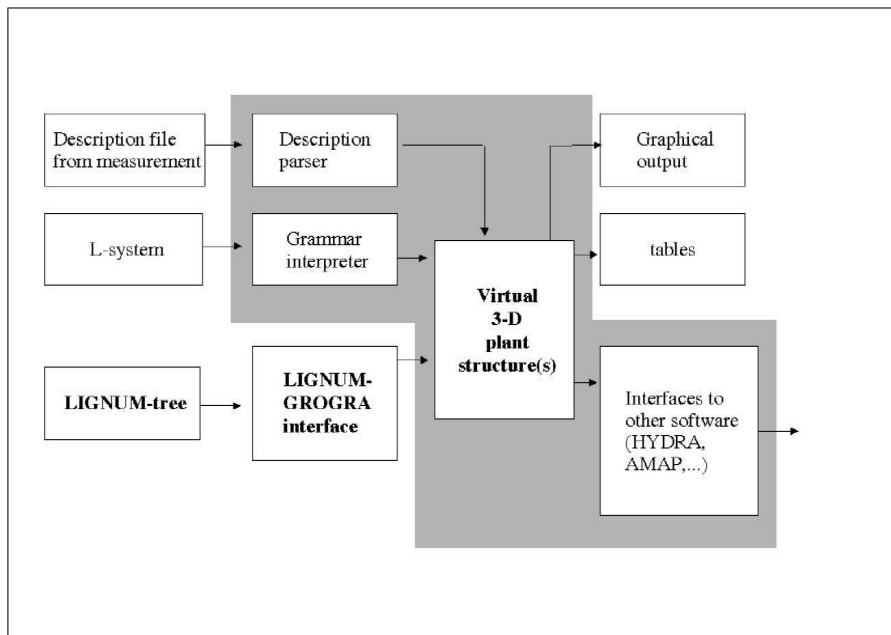 Description file
from measurement
Description
parser
Graphical
output
L-system
Grammar
interpreter
tables
Virtual
3-D
plant
structure(s)
LIGNUM-tree
LIGNUM-
GROGRA
interface
Interfaces to
other software
(HYDRA,
AMAP,...)